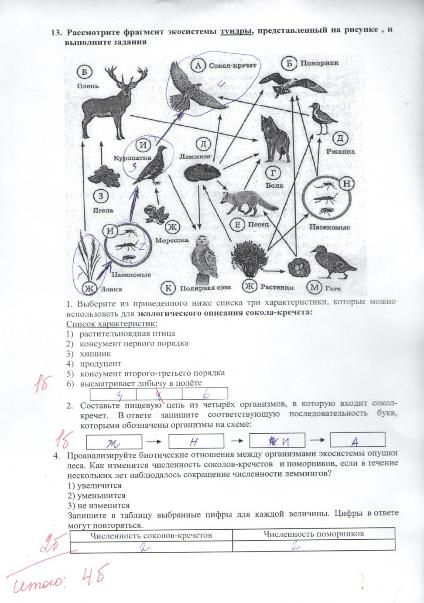 13. Рассмотрите фрагмент экосистемы тундры, представленный на рисунке , и
выполните задания
В
Олень
А
Сокол-кречет
4
Б
Поморник
И
Куропатка
3
Л
Лемминг
Г
Волк
Д
Ржанка
З
Ягель
Ж
Морошка
Е
Песец
Н
Насекомые
Н
2
Насекомые
Ж
Злаки
К
Полярная сова
Ж
Растения
М
Гага
1. Выберите из приведенного ниже списка три характеристики, которые можно
использовать для экологического описания сокола-кречета:
Список характеристик:
1) растительноядная птица
2) консумент первого порядка
3) хищник
4) продуцент
5) консумент второго-третьего порядка
6) высматривает добычу в полёте
1б
3 4 6
2. Составьте пищевую цепь из четырёх организмов, в которую входит сокол-
кречет. В ответе запишите соответствующую последовательность букв,
которыми обозначены организмы на схеме:
1б
Ж Н И А
4. Проанализируйте биотические отношения между организмами экосистемы опушки
леса. Как изменится численность соколов-кречетов и поморников, если в течение
нескольких лет наблюдалось сокращение численности леммингов?
1) увеличится
2) уменьшится
3) не изменится
Запишите в таблицу выбранные цифры для каждой величины. Цифры в ответе
могут повторяться.
2б
Численность соколов-кречетов Численность поморников
2 2
Итого: 4б